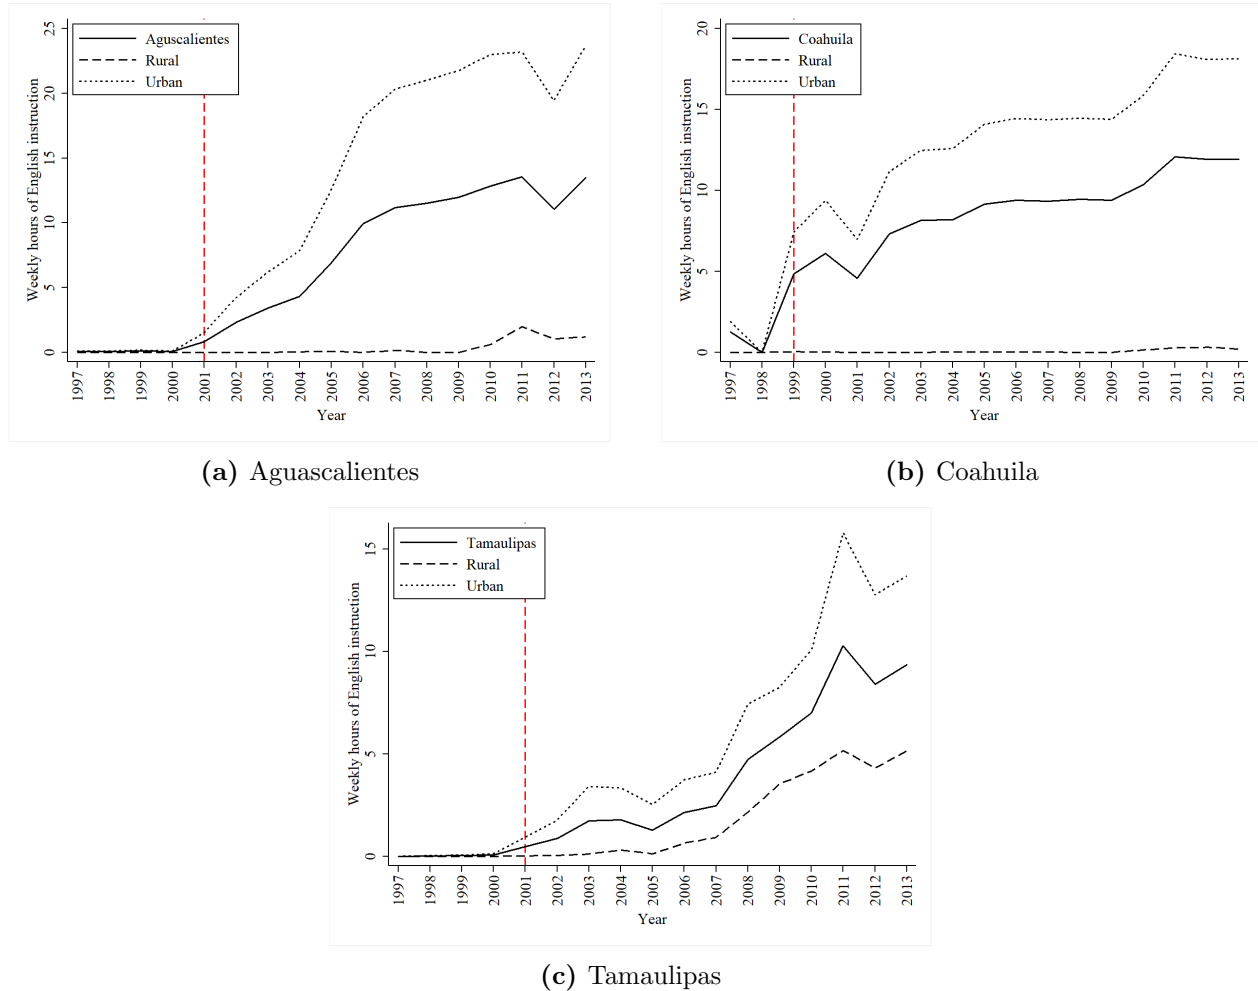 Weekly hours of English instruction
0 5 10 15 20 25
Aguascalientes
Rural
Urban
1997 1998 1999 2000 2001 2002 2003 2004 2005 2006 2007 2008 2009 2010 2011 2012 2013
Year
(a) Aguascalientes
Weekly hours of English instruction
0 5 10 15 20
Coahuila
Rural
Urban
1997 1998 1999 2000 2001 2002 2003 2004 2005 2006 2007 2008 2009 2010 2011 2012 2013
Year
(b) Coahuila
Weekly hours of English instruction
0 5 10 15
Tamaulipas
Rural
Urban
1997 1998 1999 2000 2001 2002 2003 2004 2005 2006 2007 2008 2009 2010 2011 2012 2013
Year
(c) Tamaulipas